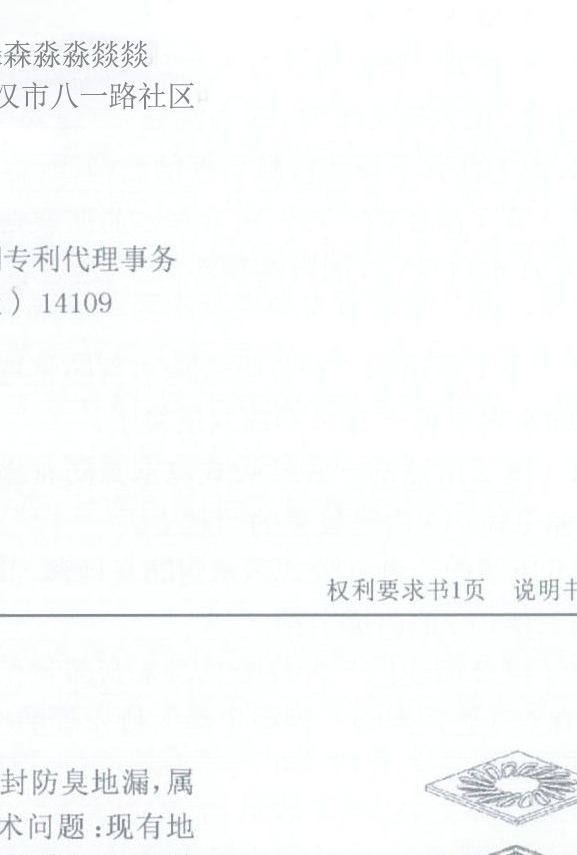 森淼淼燚燚
汉市八一路社区
专利代理事务
）14109
权利要求书1页 说明书
封防臭地漏,属
术问题:现有地